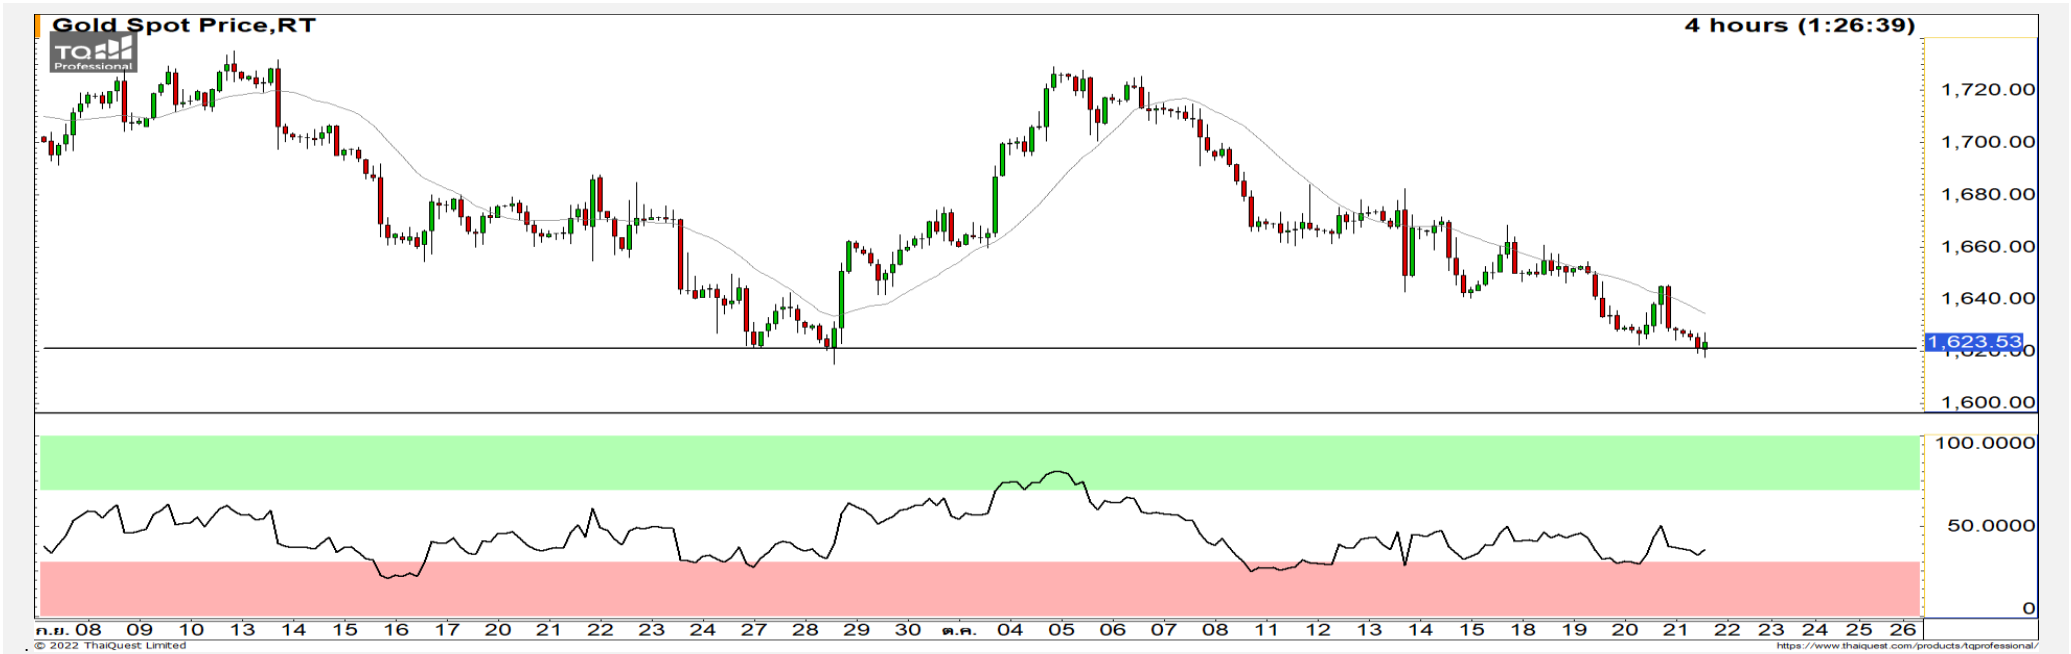 Gold Spot Price,RT
4 hours (1:26:39)
TQ
Professional
1,720.00
1,700.00
1,680.00
1,660.00
1,640.00
1,623.53
1,620.00
1,600.00
100.0000
50.0000
0
ก.ย. 08 09 10 13 14 15 16 17 20 21 22 23 24 27 28 29 30 ต.ค. 04 05 06 07 08 11 12 13 14 15 18 19 20 21 22 23 24 25 26
© 2022 ThaiQuest Limited
https://www.thaiquest.com/products/tqprofessional/